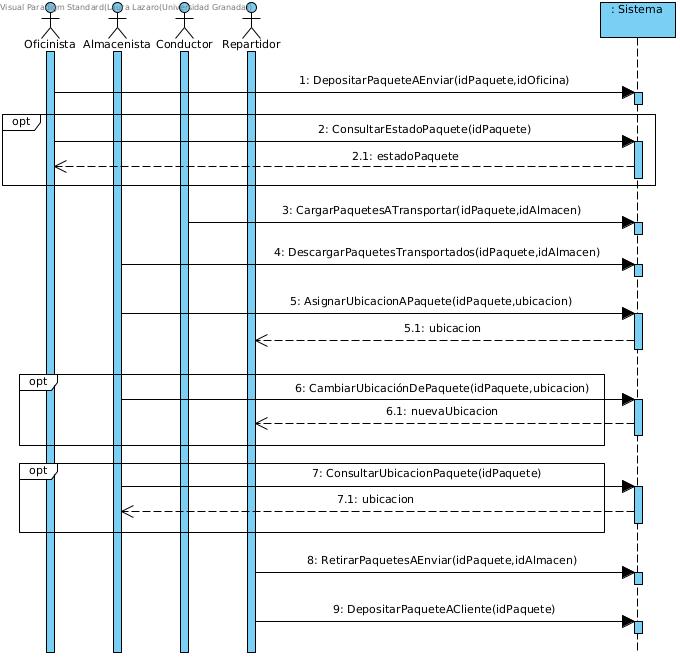 Visual Paradigm Standard(L a Lazaro(Universidad Granada
: Sistema
Oficinista Almacenista Conductor Repartidor
1: DepositarPaqueteAEnviar(idPaquete,idOficina)
opt
2: ConsultarEstadoPaquete(idPaquete)
2.1: estadoPaquete
3: CargarPaquetesATransportar(idPaquete,idAlmacen)
4: DescargarPaquetesTransportados(idPaquete,idAlmacen)
5: AsignarUbicacionAPaquete(idPaquete,ubicacion)
5.1: ubicacion
opt
6: CambiarUbicaciónDePaquete(idPaquete,ubicacion)
6.1: nuevaUbicacion
opt
7: ConsultarUbicacionPaquete(idPaquete)
7.1: ubicacion
8: RetirarPaquetesAEnviar(idPaquete,idAlmacen)
9: DepositarPaqueteACliente(idPaquete)